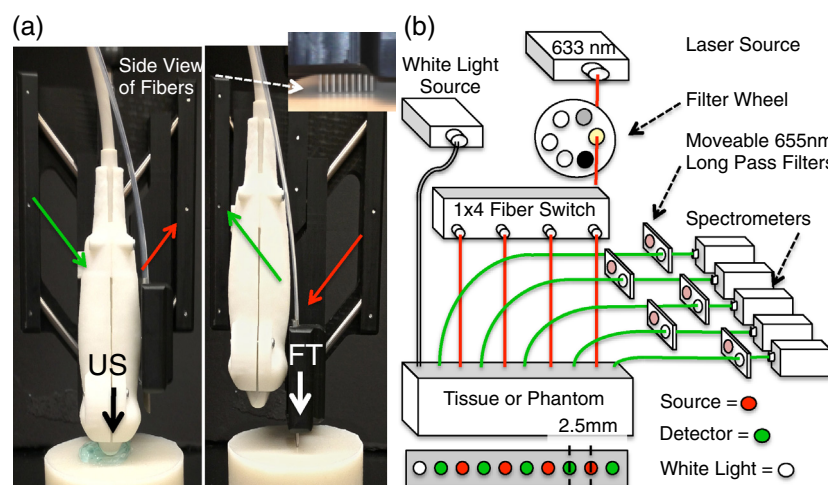 (a)
Side View
of Fibers
US
FT
(b)
633 nm
Laser Source
White Light
Source
Filter Wheel
Moveable 655nm
Long Pass Filters
1x4 Fiber Switch
Spectrometers
Tissue or Phantom
2.5mm
Source =
Detector =
White Light =